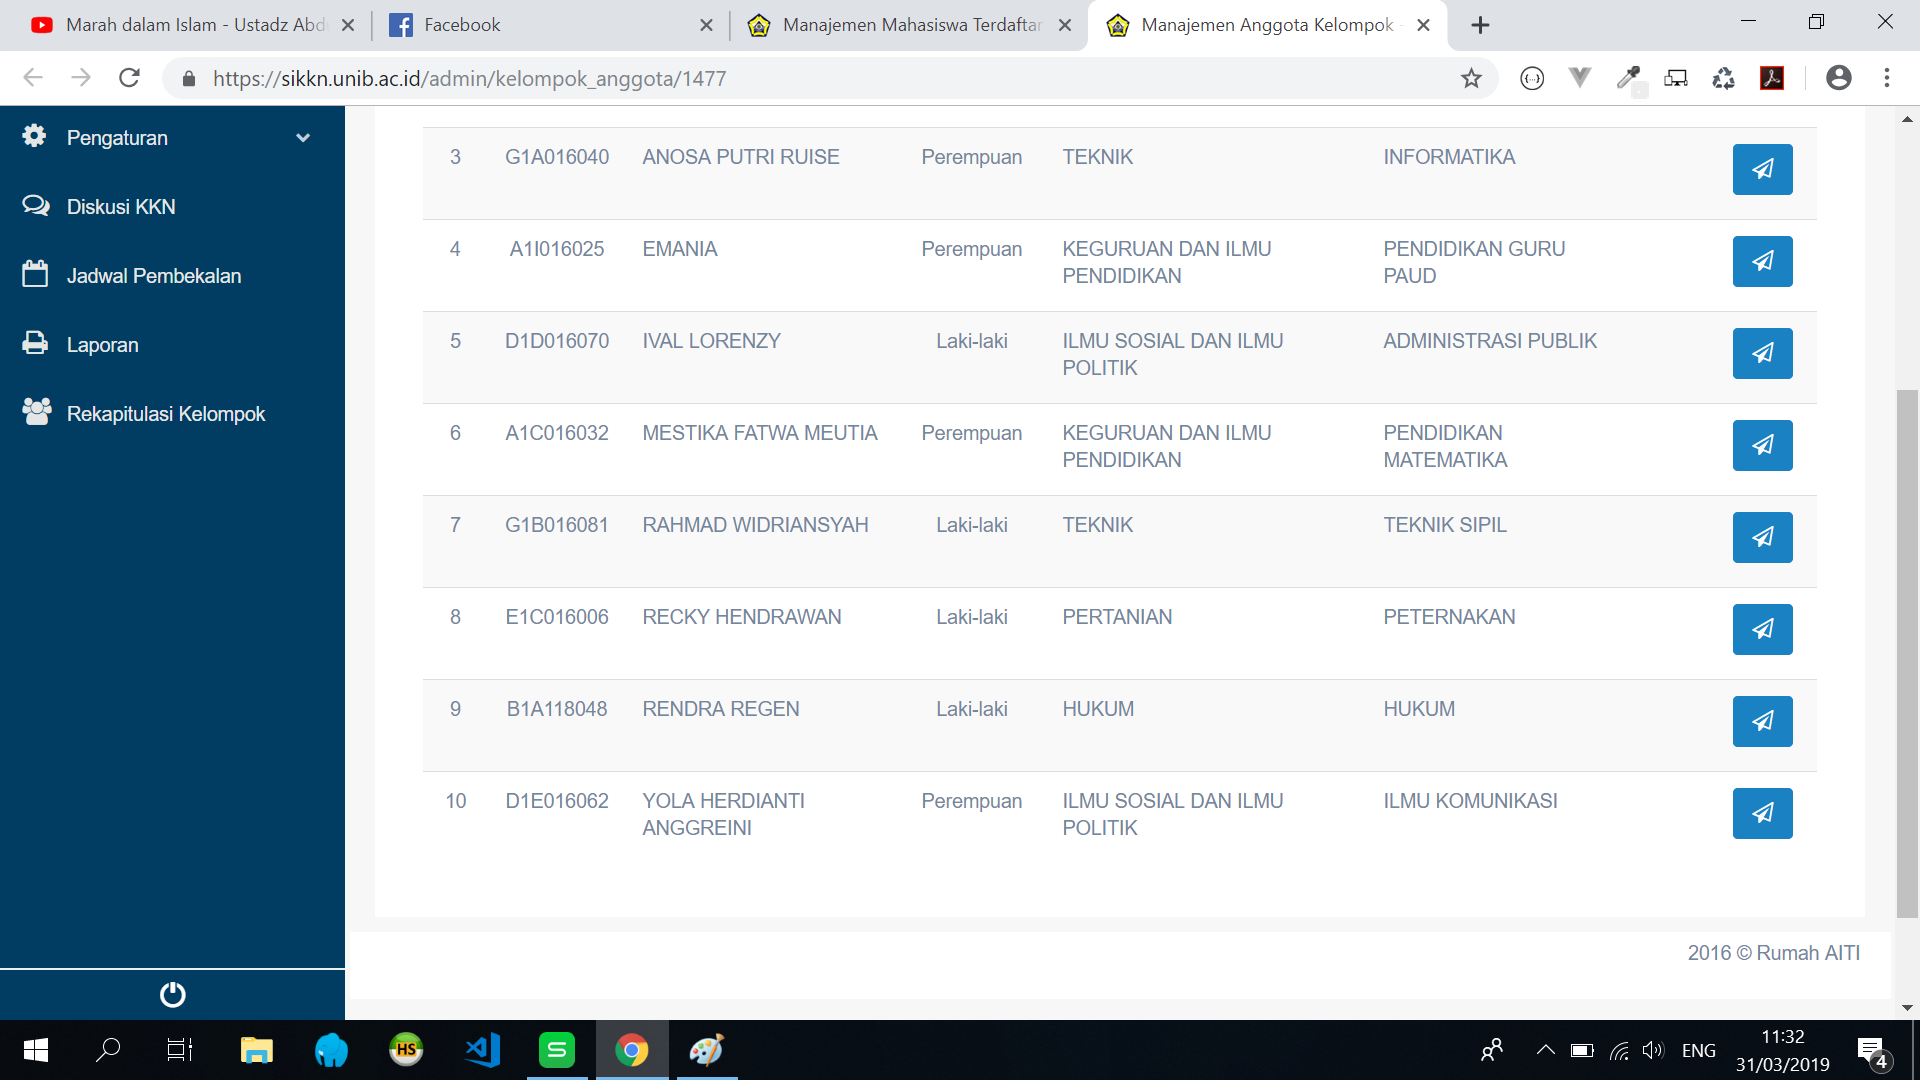 Marah dalam Islam - Ustadz Abd
Facebook
Manajemen Mahasiswa Terdaftar
Manajemen Anggota Kelompok
https://sikkn.unib.ac.id/admin/kelompok_anggota/1477
Pengaturan
Diskusi KKN
Jadwal Pembekalan
Laporan
Rekapitulasi Kelompok
3 G1A016040 ANOSA PUTRI RUISE Perempuan TEKNIK INFORMATIKA
4 A1I016025 EMANIA Perempuan KEGURUAN DAN ILMU PENDIDIKAN GURU
PENDIDIKAN PAUD
5 D1D016070 IVAL LORENZY Laki-laki ILMU SOSIAL DAN ILMU ADMINISTRASI PUBLIK
POLITIK
6 A1C016032 MESTIKA FATWA MEUTIA Perempuan KEGURUAN DAN ILMU PENDIDIKAN
PENDIDIKAN MATEMATIKA
7 G1B016081 RAHMAD WIDRIANSYAH Laki-laki TEKNIK TEKNIK SIPIL
8 E1C016006 RECKY HENDRAWAN Laki-laki PERTANIAN PETERNAKAN
9 B1A118048 RENDRA REGEN Laki-laki HUKUM HUKUM
10 D1E016062 YOLA HERDIANTI Perempuan ILMU SOSIAL DAN ILMU ILMU KOMUNIKASI
ANGGREINI POLITIK
2016 © Rumah AITI
HS
S
ENG
11:32
31/03/2019
4